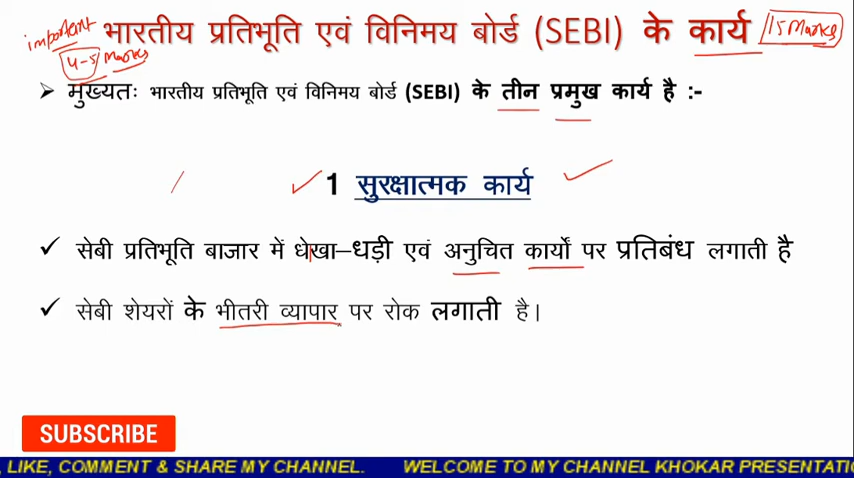 important भारतीय प्रतिभूति एवं विनिमय बोर्ड (SEBI) के कार्य 15 Marks
4-5 Marks
➢ मुख्यतः भारतीय प्रतिभूति एवं विनिमय बोर्ड (SEBI) के तीन प्रमुख कार्य है :-
1 सुरक्षात्मक कार्य
✓ सेबी प्रतिभूति बाजार में धेखा–धड़ी एवं अनुचित कार्यों पर प्रतिबंध लगाती है
✓ सेबी शेयरों के भीतरी व्यापार पर रोक लगाती है।
SUBSCRIBE
, LIKE, COMMENT & SHARE MY CHANNEL. WELCOME TO MY CHANNEL KHOKAR PRESENTATIO